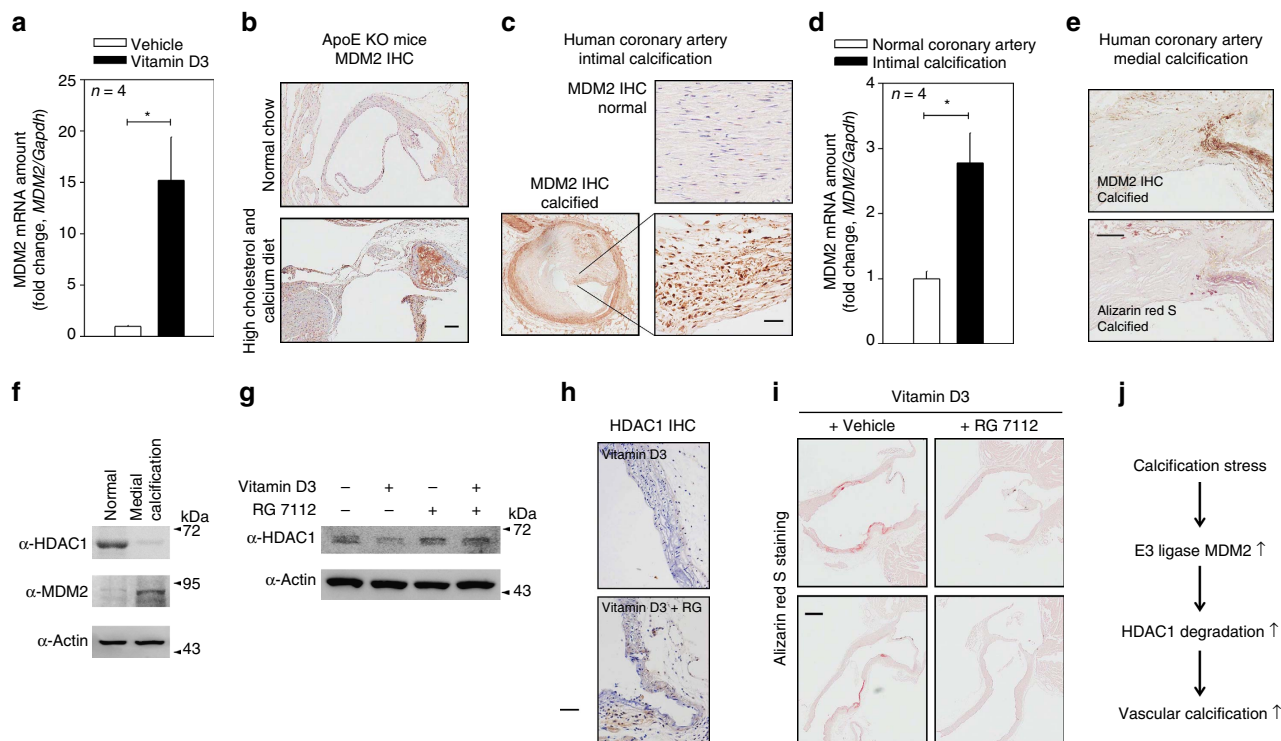 a
Vehicle
Vitamin D3
25
20
15
10
5
0
n = 4
*
MDM2 mRNA amount
(fold change, MDM2/Gapdh)
b
ApoE KO mice
MDM2 IHC
Normal chow
High cholesterol and
calcium diet
c
Human coronary artery
intimal calcification
MDM2 IHC
normal
MDM2 IHC
calcified
d
Normal coronary artery
Intimal calcification
4
3
2
1
0
n = 4
*
MDM2 mRNA amount
(fold change, MDM2/Gapdh)
e
Human coronary artery
medial calcification
MDM2 IHC
Calcified
Alizarin red S
Calcified
f
Normal
Medial
calcification
kDa
α-HDAC1
72
α-MDM2
95
α-Actin
43
g
Vitamin D3 – + – +
RG 7112 – – + +
kDa
α-HDAC1
72
α-Actin
43
h
HDAC1 IHC
Vitamin D3
Vitamin D3 + RG
i
Vitamin D3
+ Vehicle
+ RG 7112
Alizarin red S staining
j
Calcification stress
E3 ligase MDM2 ↑
HDAC1 degradation ↑
Vascular calcification ↑